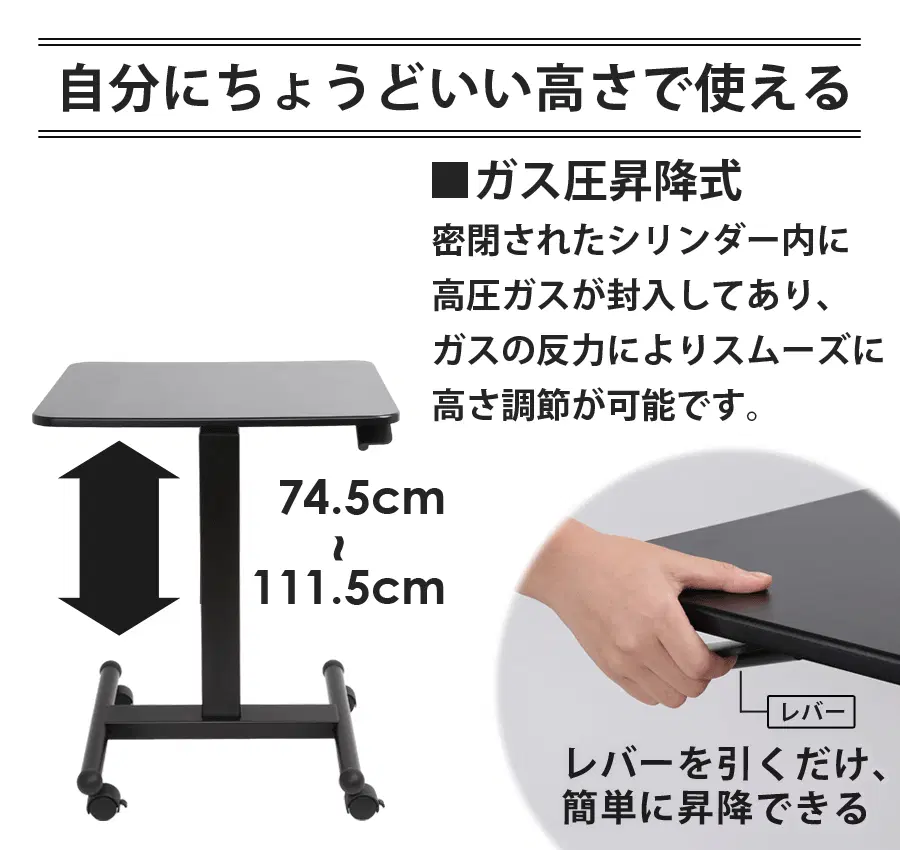 自分にちょうどいい高さで使える
■ガス圧昇降式
密閉されたシリンダー内に
高圧ガスが封入してあり、
ガスの反力によりスムーズに
高さ調節が可能です。
74.5cm
~
111.5cm
レバー
レバーを引くだけ、
簡単に昇降できる